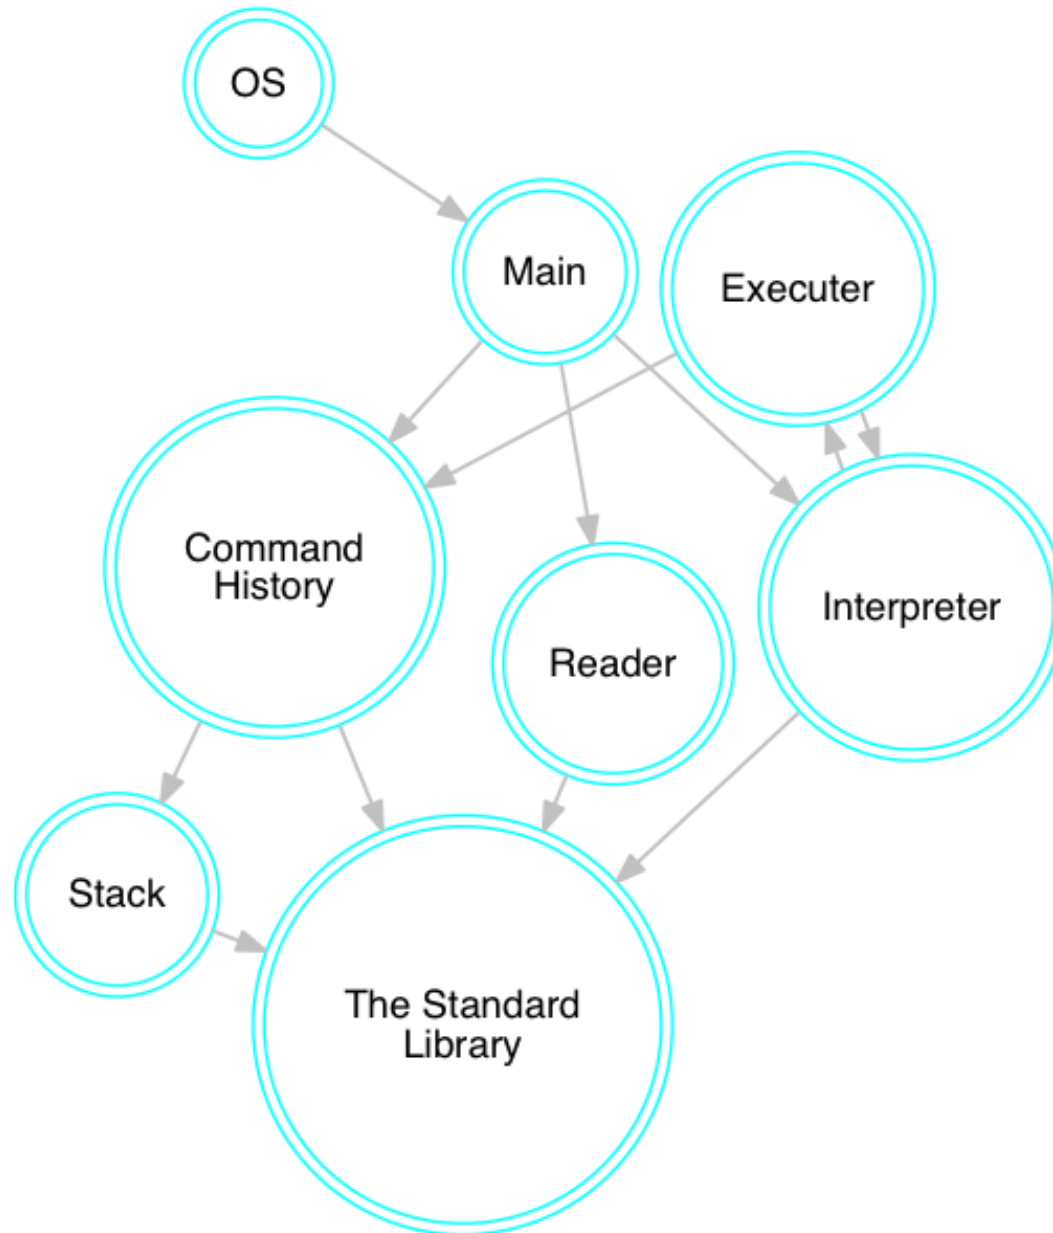 OS
Main
Executer
Command
History
Interpreter
Reader
Stack
The Standard
Library